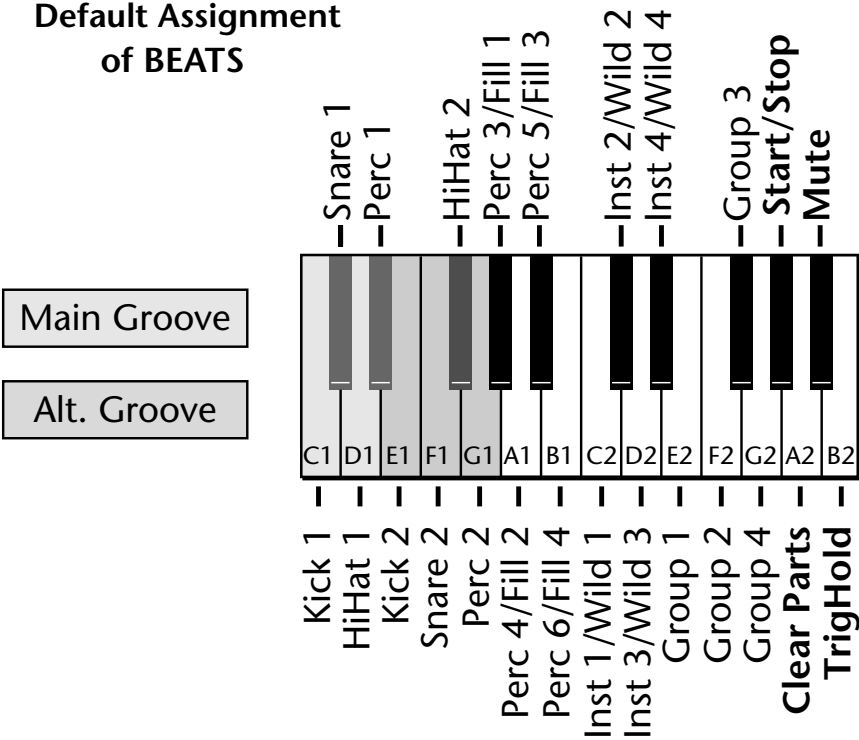 Default Assignment
of BEATS
Snare 1
Perc 1
HiHat 2
Perc 3/Fill 1
Perc 5/Fill 3
Inst 2/Wild 2
Inst 4/Wild 4
Group 3
Start/Stop
Mute
Main Groove
Alt. Groove
C1 D1 E1 F1 G1 A1 B1 C2 D2 E2 F2 G2 A2 B2
Kick 1
HiHat 1
Kick 2
Snare 2
Perc 2
Perc 4/Fill 2
Perc 6/Fill 4
Inst 1/Wild 1
Inst 3/Wild 3
Group 1
Group 2
Group 4
Clear Parts
TrigHold